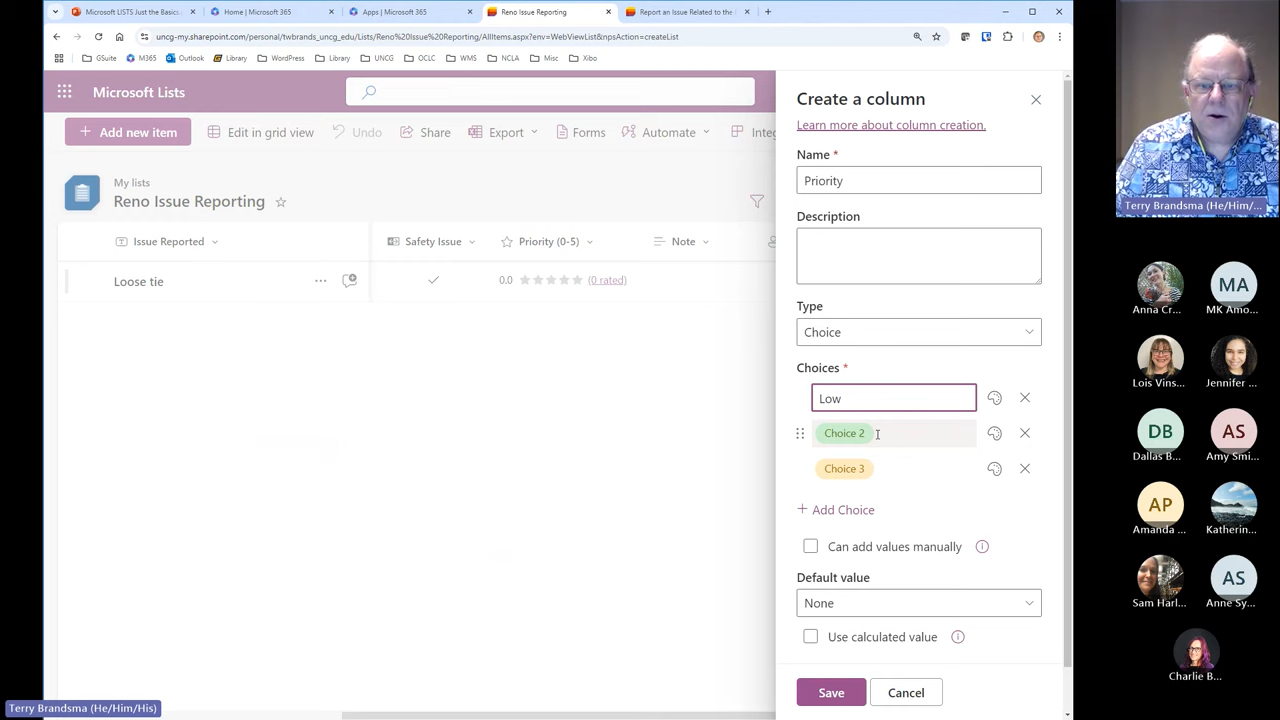 Microsoft LISTS Just the Basics
Home | Microsoft 365
Apps | Microsoft 365
Reno Issue Reporting
Report an Issue Related to the
uncg-my.sharepoint.com/personal/twbrands_uncg_edu/Lists/Reno%20Issue%20Reporting/AllItems.aspx?env=WebViewList&npsAction=createList
GSuite
M365
Outlook
Library
WordPress
Library
UNCG
OCLC
WMS
NCLA
Misc
Xibo
Microsoft Lists
Add new item
Edit in grid view
Undo
Share
Export
Forms
Automate
Integ
My lists
Reno Issue Reporting
Issue Reported
Safety Issue
Priority (0-5)
Note
Loose tie
0.0
(0 rated)
Create a column
Learn more about column creation.
Name *
Priority
Description
Type
Choice
Choices *
Low
Choice 2
Choice 3
+ Add Choice
Can add values manually
Default value
None
Use calculated value
Save
Cancel
Terry Brandsma (He/Him/...
Anna Cr...
MA
MK Amo...
Lois Vins...
Jennifer ...
DB
Dallas B...
AS
Amy Smi...
AP
Amanda ...
Katherin...
Sam Harl...
AS
Anne Sy...
Charlie B...
Terry Brandsma (He/Him/His)